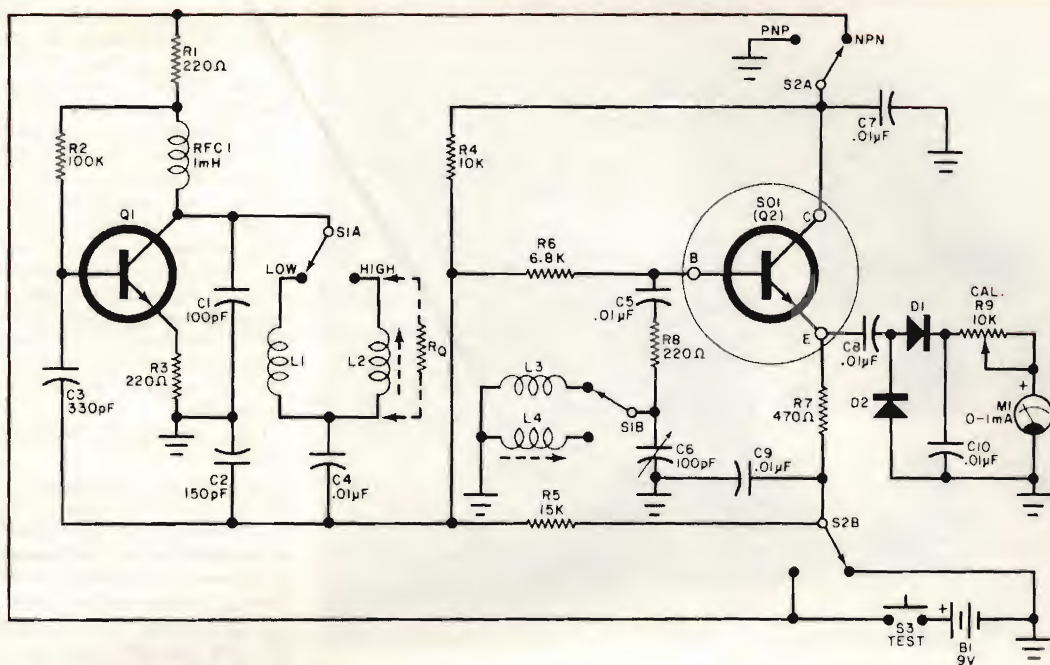 R1
220Ω
R2
100K
RFC1
1mH
Q1
C1
100pF
S1A
LOW
HIGH
L1
L2
RQ
R3
220Ω
C3
330pF
C2
150pF
C4
.01µF
PNP
NPN
S2A
C7
.01µF
R4
10K
SO1
(Q2)
C
B
E
R6
6.8K
C5
.01µF
R8
220Ω
L3
L4
S1B
C6
100pF
C9
.01µF
R7
470Ω
C8
.01µF
D1
D2
CAL.
R9
10K
+
M1
0-1mA
C10
.01µF
R5
15K
S2B
S3
TEST
+
B1
9V